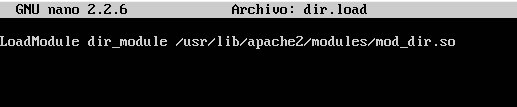 GNU nano 2.2.6 Archivo: dir.load
LoadModule dir_module /usr/lib/apache2/modules/mod_dir.so